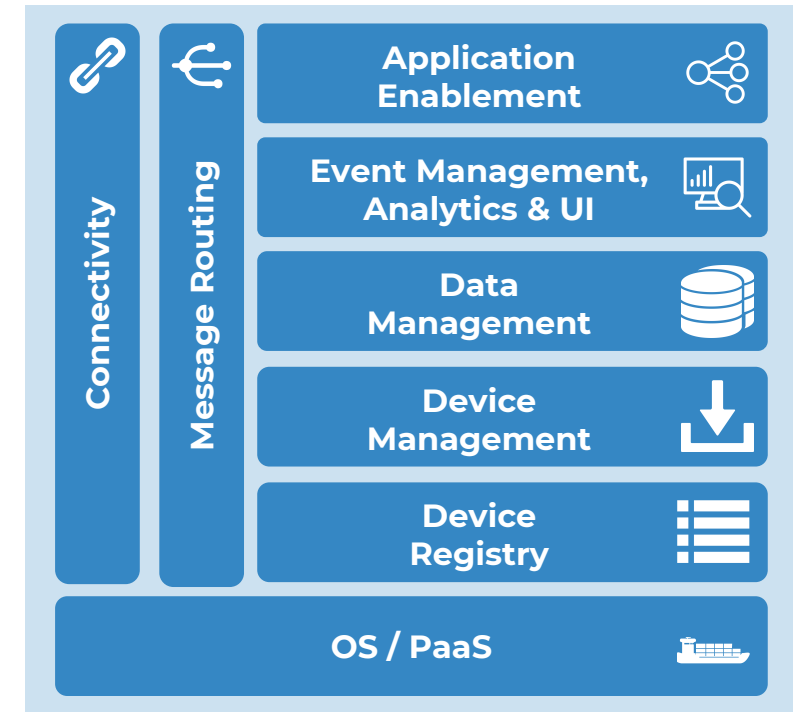 Connectivity
Message Routing
Application
Enablement
Event Management,
Analytics & UI
Data
Management
Device
Management
Device
Registry
OS / PaaS